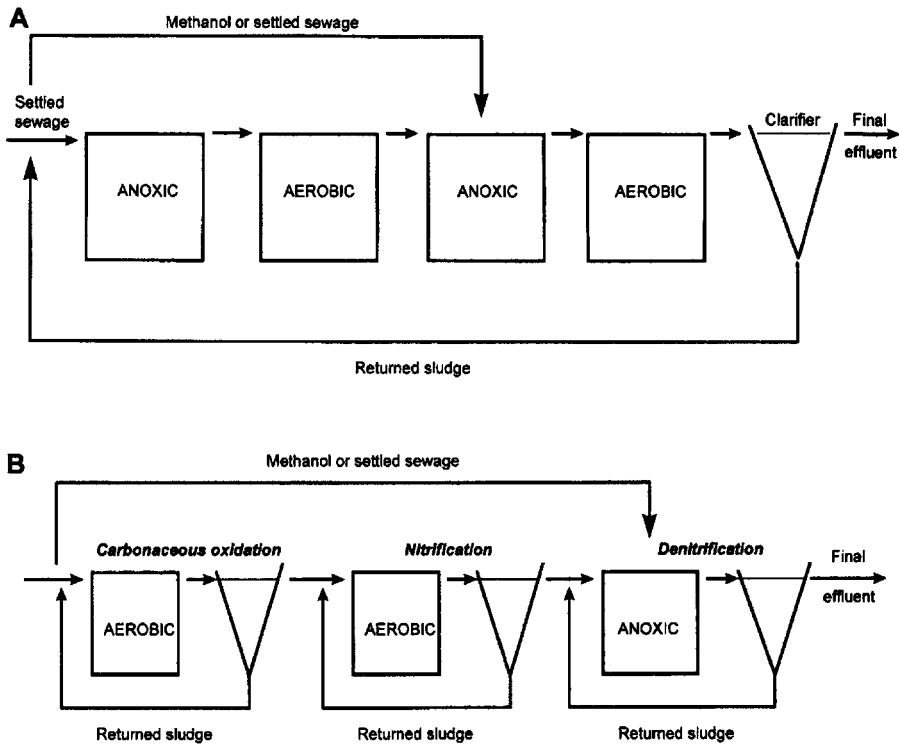 A
Methanol or settled sewage
Settled
sewage
ANOXIC
AEROBIC
ANOXIC
AEROBIC
Clarifier
Final
effluent
Returned sludge
B
Methanol or settled sewage
Carbonaceous oxidation
Nitrification
Denitrification
Final
effluent
AEROBIC
AEROBIC
ANOXIC
Returned sludge
Returned sludge
Returned sludge